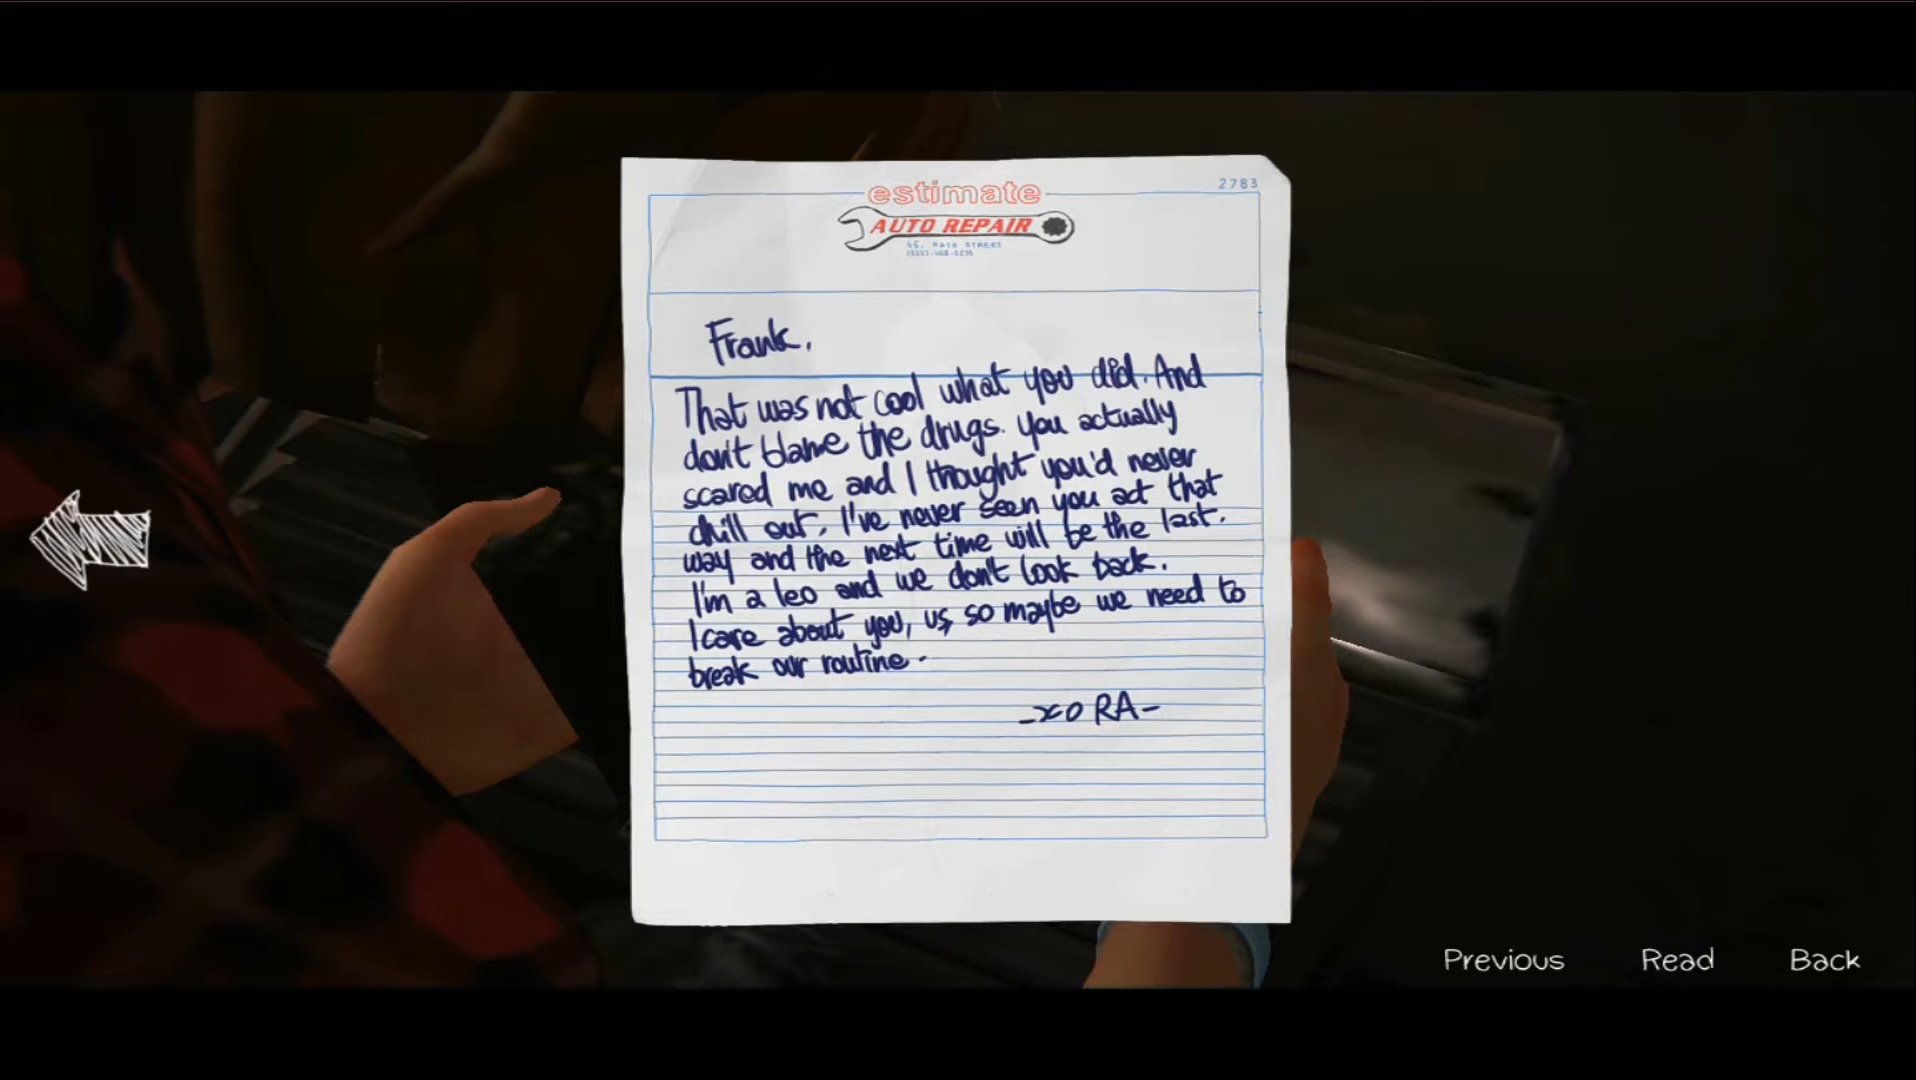 estimate
2783
AUTO REPAIR
45, MAIN STREET
Frank,
That was not cool what you did. And
don't blame the drugs. You actually
scared me and I thought you'd never
chill out. I've never seen you act that
way and the next time will be the last.
I'm a leo and we don't look back.
I care about you, us, so maybe we need to
break our routine.
-xo RA-
Previous Read Back